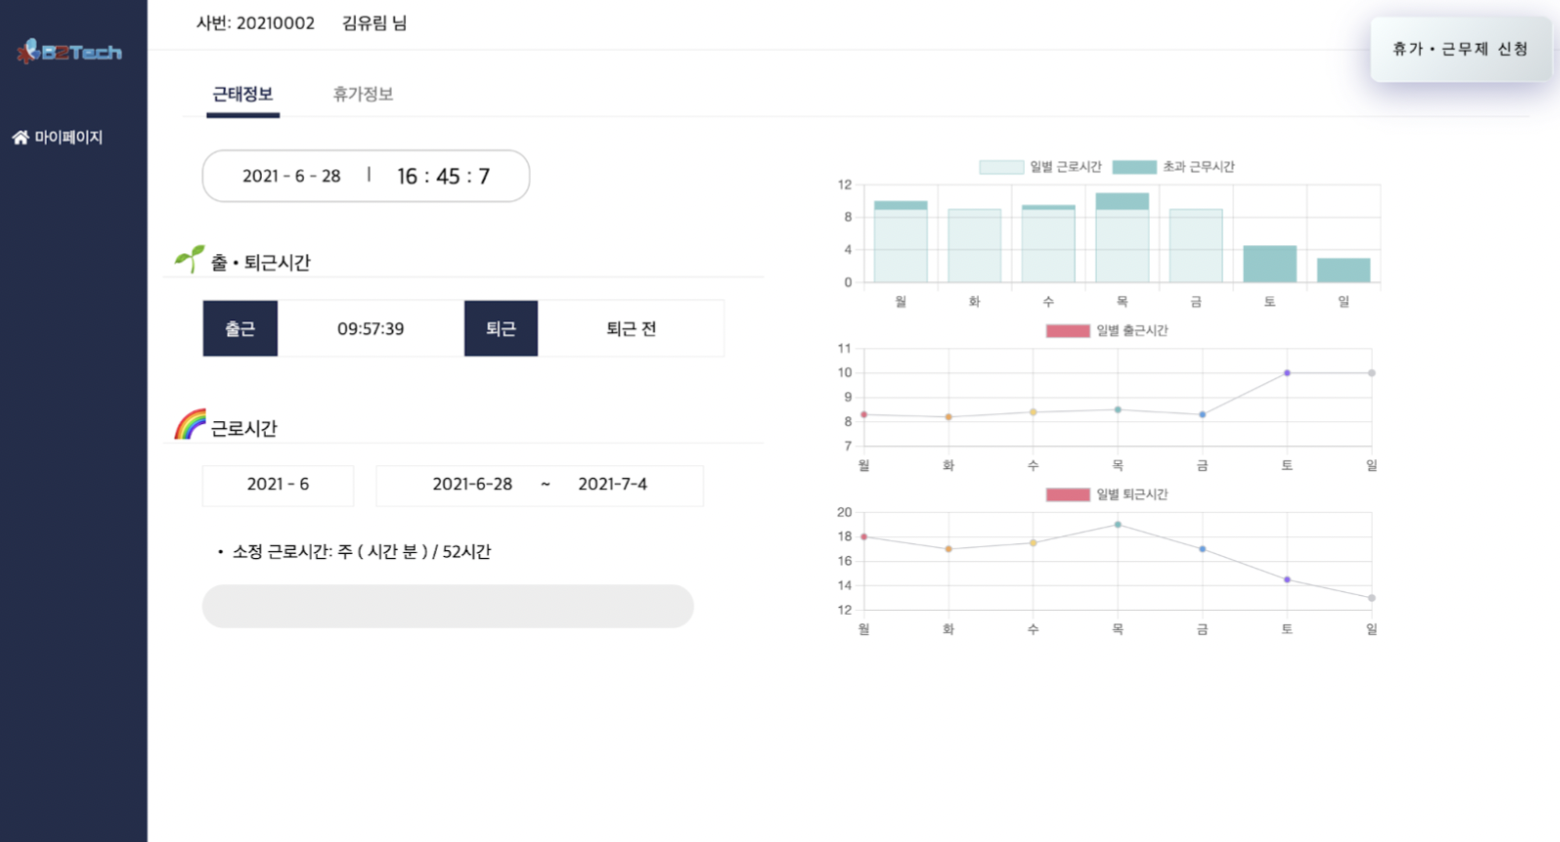 사번: 20210002 김유림 님
휴가 • 근무제 신청
B2Tech
마이페이지
근태정보 휴가정보
2021 - 6 - 28 | 16 : 45 : 7
출 • 퇴근시간
출근 09:57:39 퇴근 퇴근 전
근로시간
2021 - 6 2021-6-28 ~ 2021-7-4
• 소정 근로시간: 주 ( 시간 분 ) / 52시간
일별 근로시간 초과 근무시간
12
8
4
0
월 화 수 목 금 토 일
일별 출근시간
11
10
9
8
7
월 화 수 목 금 토 일
일별 퇴근시간
20
18
16
14
12
월 화 수 목 금 토 일